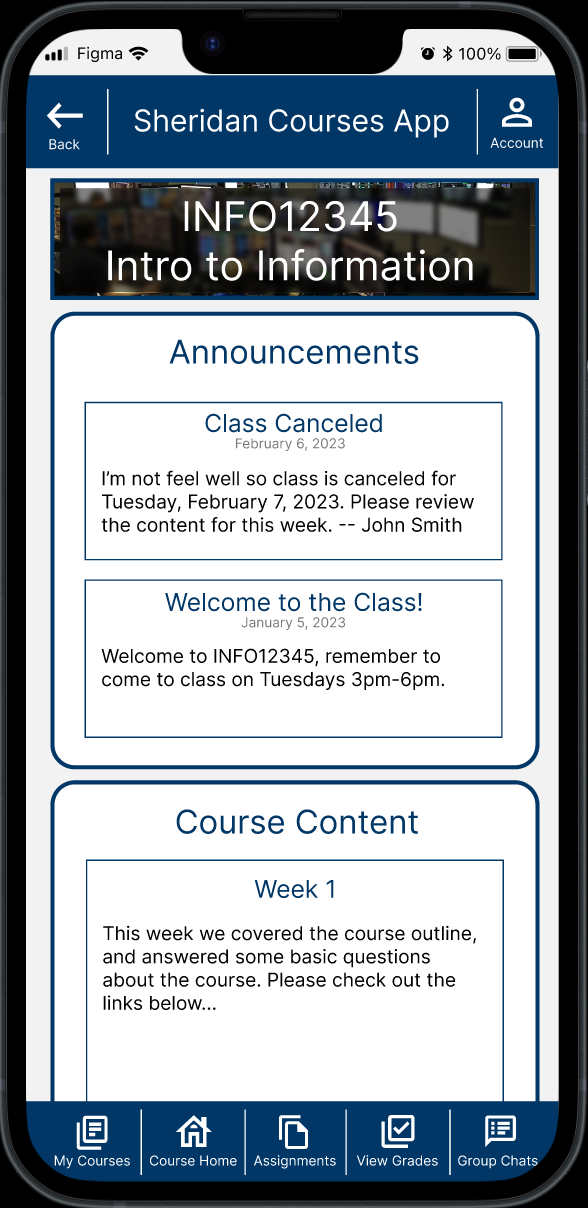 Figma 100%
Back Sheridan Courses App Account
INFO12345
Intro to Information
Announcements
Class Canceled
February 6, 2023
I'm not feel well so class is canceled for
Tuesday, February 7, 2023. Please review
the content for this week. -- John Smith
Welcome to the Class!
January 5, 2023
Welcome to INFO12345, remember to
come to class on Tuesdays 3pm-6pm.
Course Content
Week 1
This week we covered the course outline,
and answered some basic questions
about the course. Please check out the
links below...
My Courses Course Home Assignments View Grades Group Chats